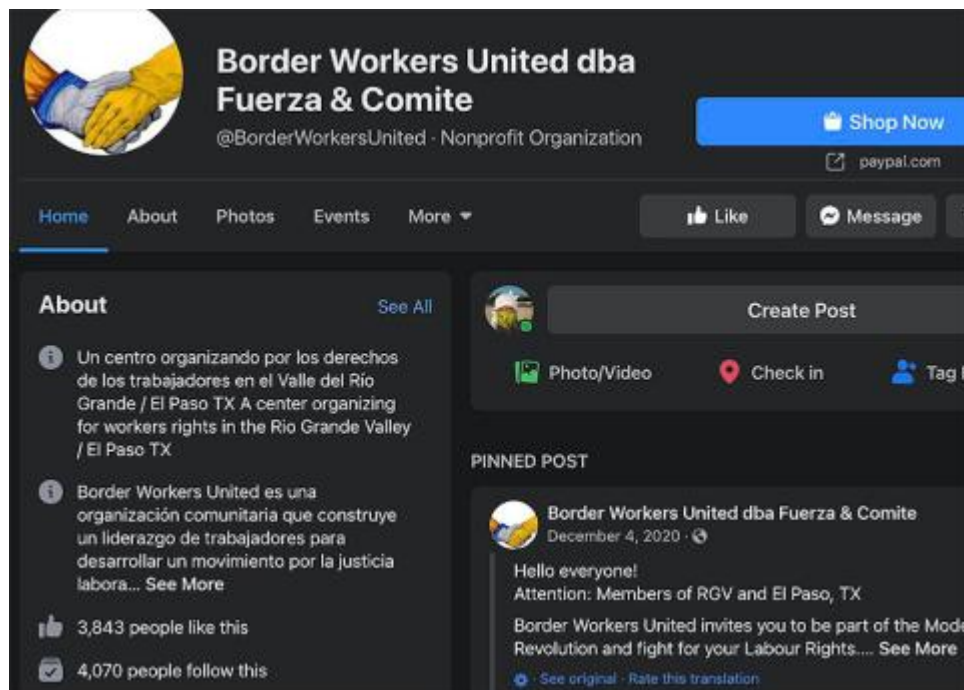 Border Workers United dba
Fuerza & Comite
@BorderWorkersUnited · Nonprofit Organization
Shop Now
paypal.com
Home
About
Photos
Events
More
Like
Message
About
See All
Un centro organizando por los derechos
de los trabajadores en el Valle del Río
Grande / El Paso TX A center organizing
for workers rights in the Rio Grande Valley
/ El Paso TX
Border Workers United es una
organización comunitaria que construye
un liderazgo de trabajadores para
desarrollar un movimiento por la justicia
labora... See More
3,843 people like this
4,070 people follow this
Create Post
Photo/Video
Check in
Tag
PINNED POST
Border Workers United dba Fuerza & Comite
December 4, 2020 ·
Hello everyone!
Attention: Members of RGV and El Paso, TX
Border Workers United invites you to be part of the Mode
Revolution and fight for your Labour Rights.... See More
· See original · Rate this translation